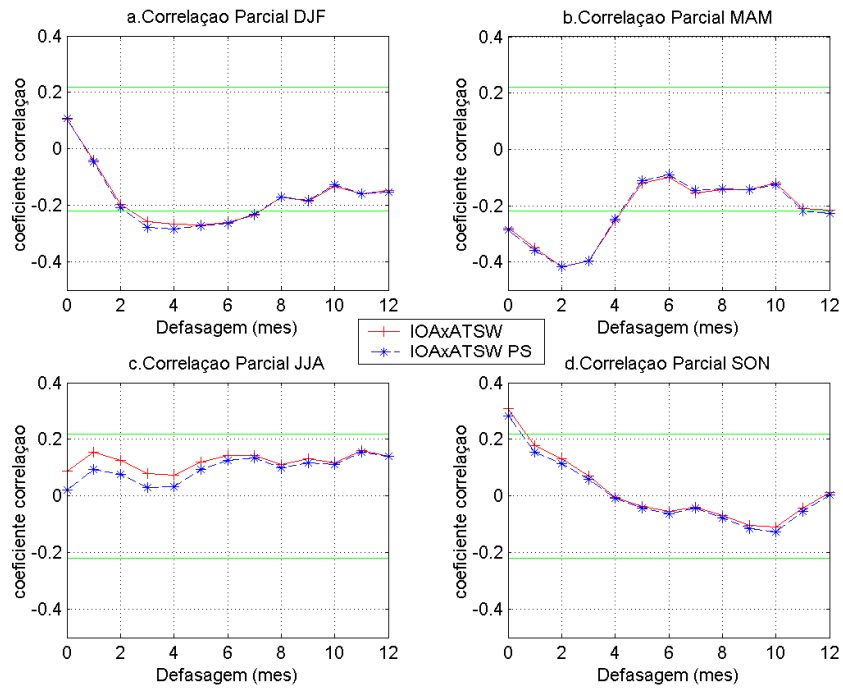 a.Correlaçao Parcial DJF
0.4
0.2
0
-0.2
-0.4
coeficiente correlaçao
0 2 4 6 8 10 12
Defasagem (mes)
b.Correlaçao Parcial MAM
0.4
0.2
0
-0.2
-0.4
coeficiente correlaçao
0 2 4 6 8 10 12
Defasagem (mes)
IOAxATSW
IOAxATSW PS
c.Correlaçao Parcial JJA
0.4
0.2
0
-0.2
-0.4
coeficiente correlaçao
0 2 4 6 8 10 12
Defasagem (mes)
d.Correlaçao Parcial SON
0.4
0.2
0
-0.2
-0.4
coeficiente correlaçao
0 2 4 6 8 10 12
Defasagem (mes)